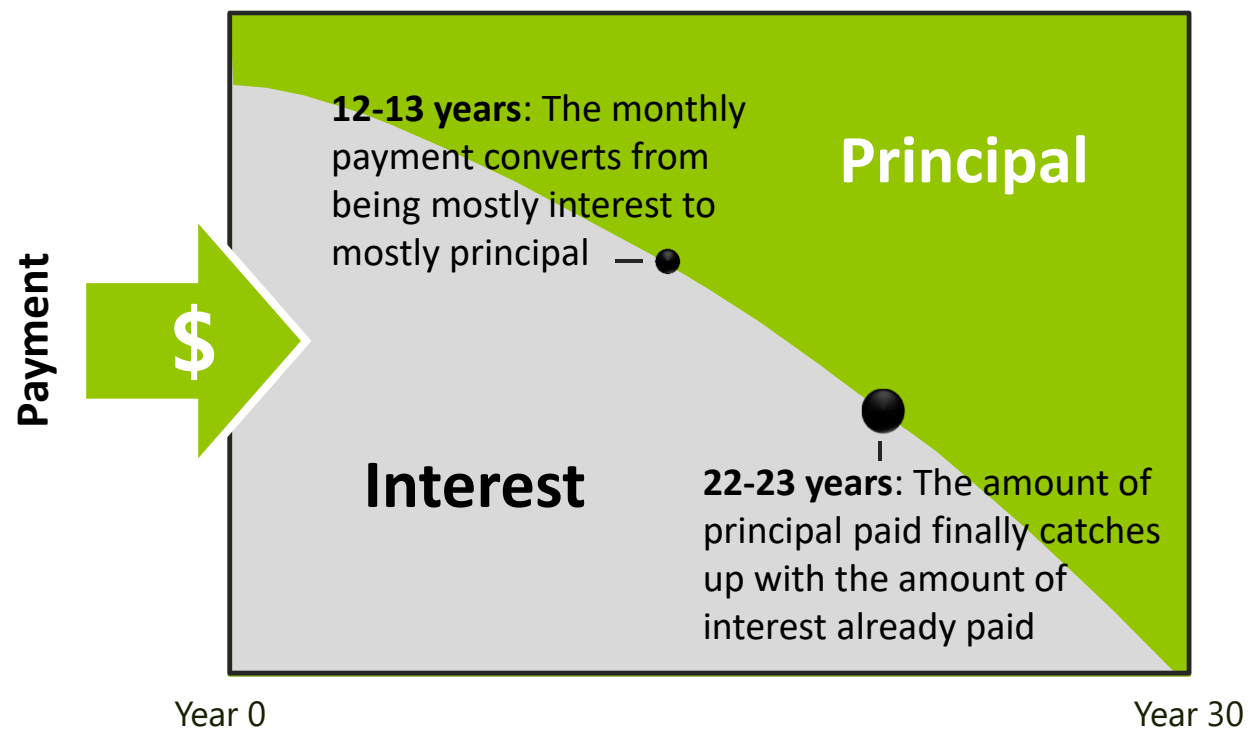 12-13 years: The monthly
payment converts from
being mostly interest to
mostly principal
Principal
Payment
$
Interest
22-23 years: The amount of
principal paid finally catches
up with the amount of
interest already paid
Year 0
Year 30